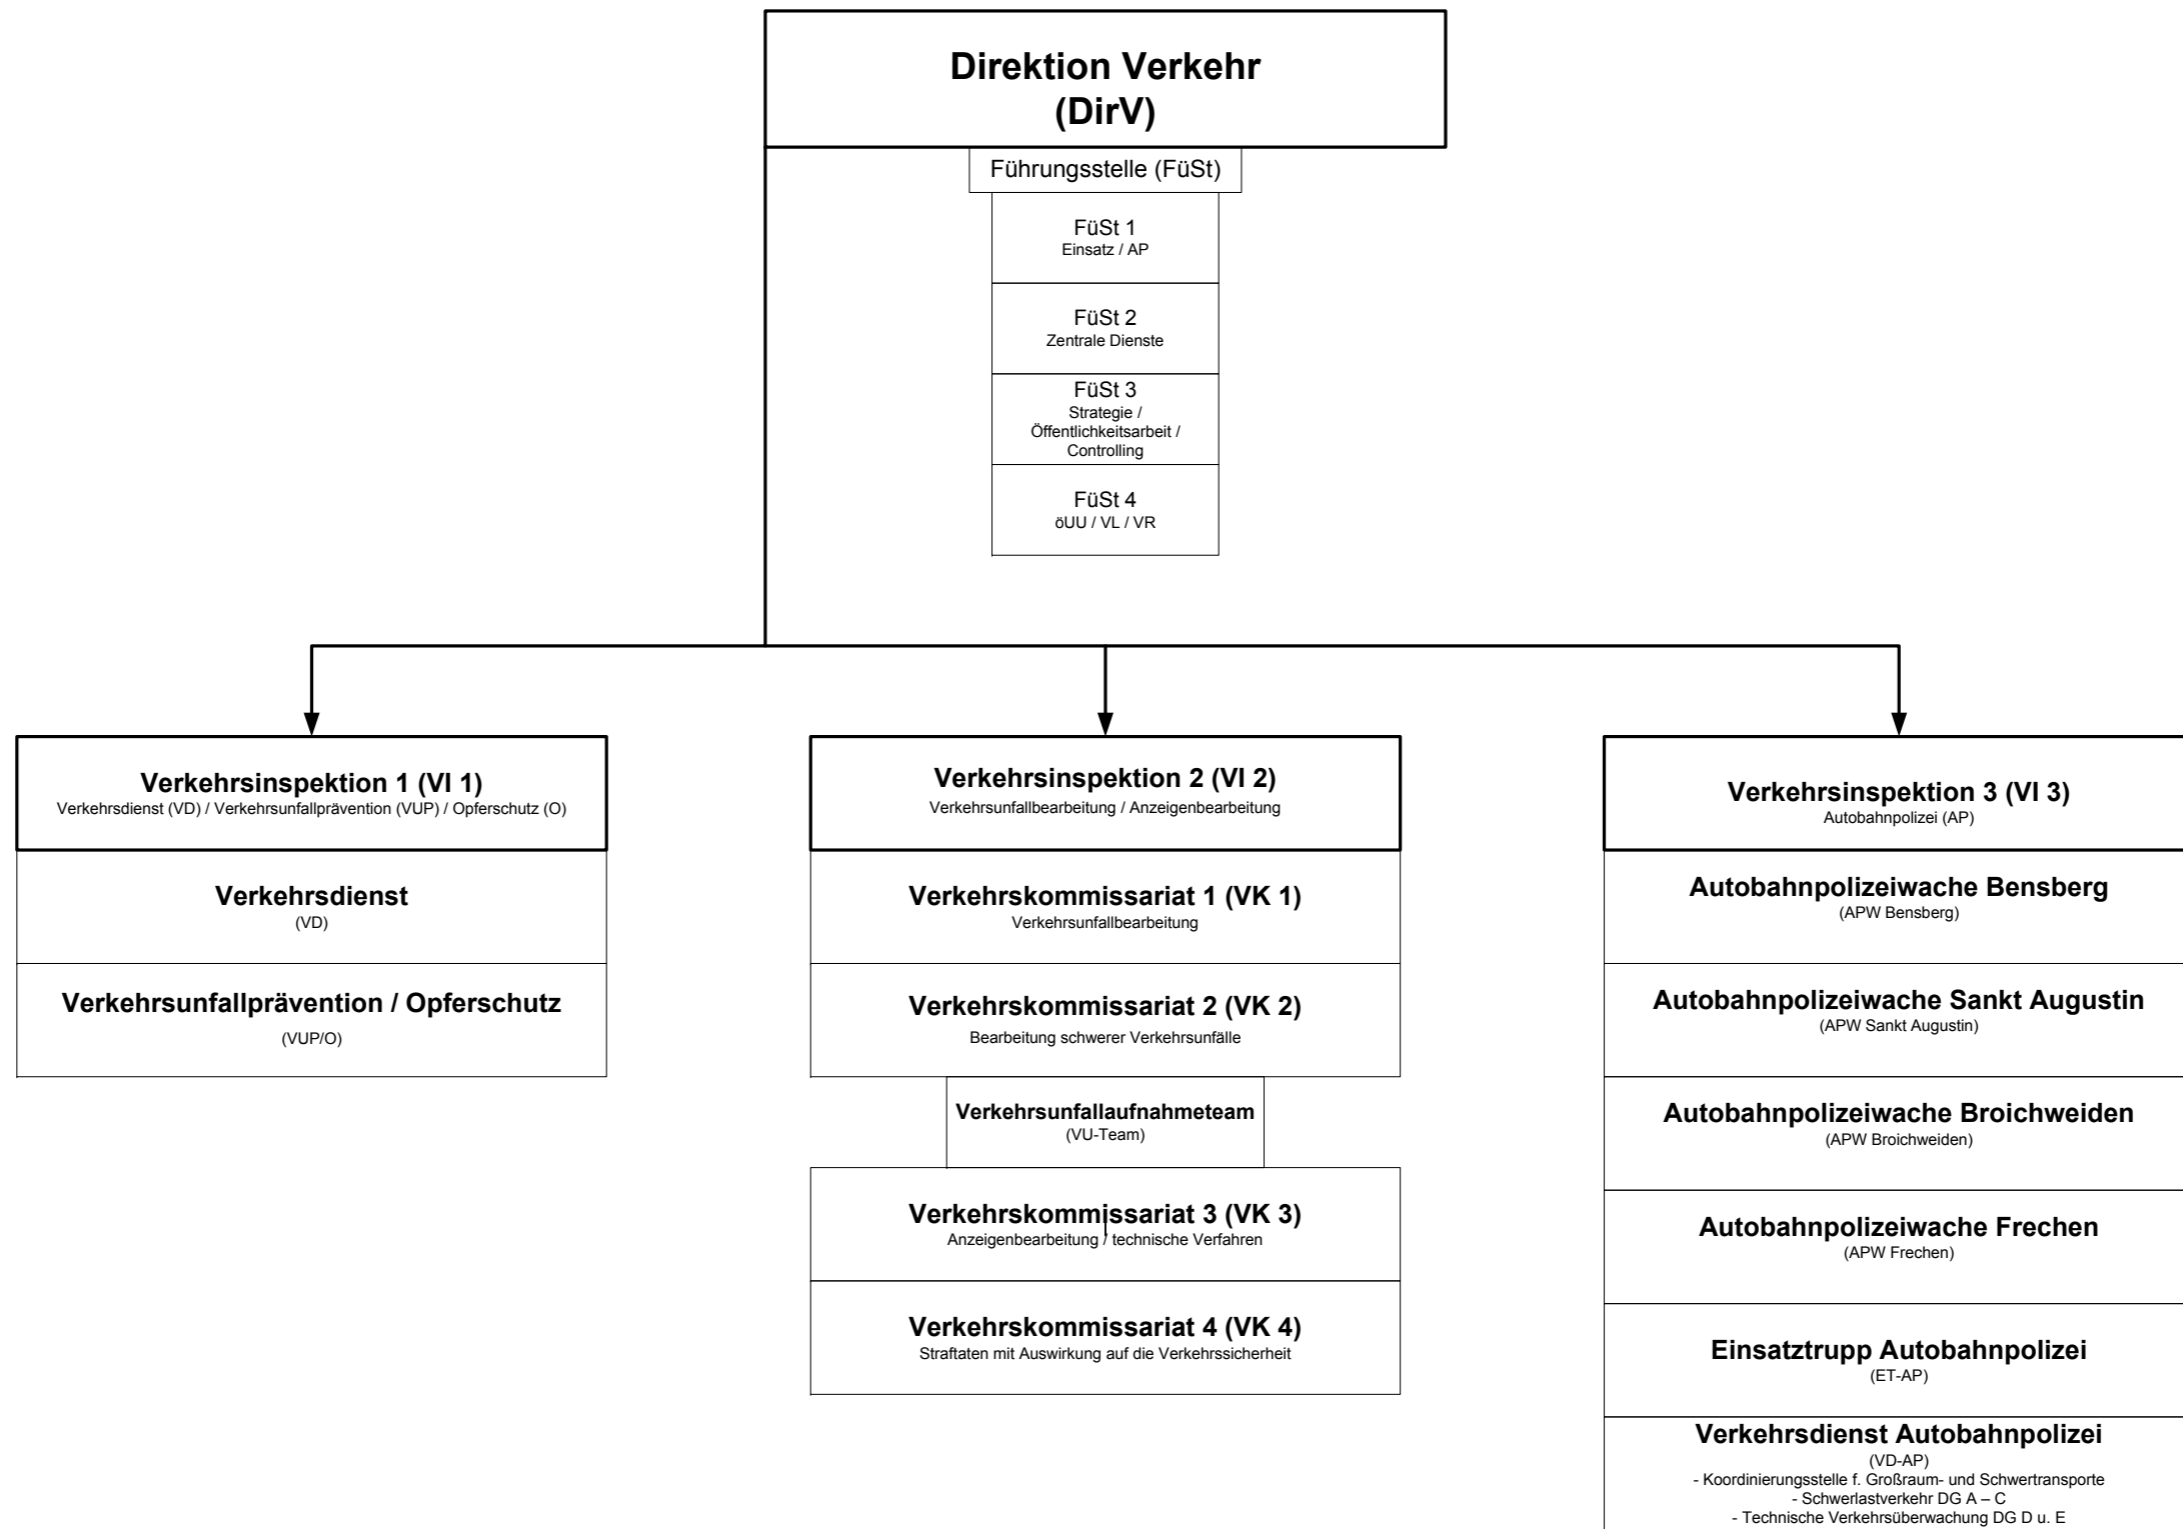 Direktion Verkehr
(DirV)
Führungsstelle (FüSt)
FüSt 1
Einsatz / AP
FüSt 2
Zentrale Dienste
FüSt 3
Strategie /
Öffentlichkeitsarbeit /
Controlling
FüSt 4
öUU / VL / VR
Verkehrsinspektion 1 (VI 1)
Verkehrsdienst (VD) / Verkehrsunfallprävention (VUP) / Opferschutz (O)
Verkehrsdienst
(VD)
Verkehrsunfallprävention / Opferschutz
(VUP/O)
Verkehrsinspektion 2 (VI 2)
Verkehrsunfallbearbeitung / Anzeigenbearbeitung
Verkehrskommissariat 1 (VK 1)
Verkehrsunfallbearbeitung
Verkehrskommissariat 2 (VK 2)
Bearbeitung schwerer Verkehrsunfälle
Verkehrsunfallaufnahmeteam
(VU-Team)
Verkehrskommissariat 3 (VK 3)
Anzeigenbearbeitung / technische Verfahren
Verkehrskommissariat 4 (VK 4)
Straftaten mit Auswirkung auf die Verkehrssicherheit
Verkehrsinspektion 3 (VI 3)
Autobahnpolizei (AP)
Autobahnpolizeiwache Bensberg
(APW Bensberg)
Autobahnpolizeiwache Sankt Augustin
(APW Sankt Augustin)
Autobahnpolizeiwache Broichweiden
(APW Broichweiden)
Autobahnpolizeiwache Frechen
(APW Frechen)
Einsatztrupp Autobahnpolizei
(ET-AP)
Verkehrsdienst Autobahnpolizei
(VD-AP)
- Koordinierungsstelle f. Großraum- und Schwertransporte
- Schwerlastverkehr DG A – C
- Technische Verkehrsüberwachung DG D u. E